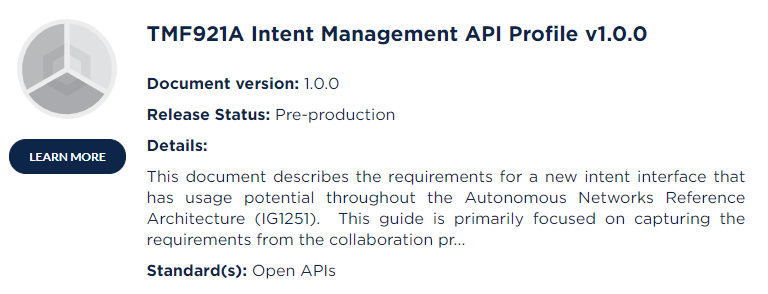 TMF921A Intent Management API Profile v1.0.0
Document version: 1.0.0
Release Status: Pre-production
LEARN MORE
Details:
This document describes the requirements for a new intent interface that
has usage potential throughout the Autonomous Networks Reference
Architecture (IG1251). This guide is primarily focused on capturing the
requirements from the collaboration pr...
Standard(s): Open APIs